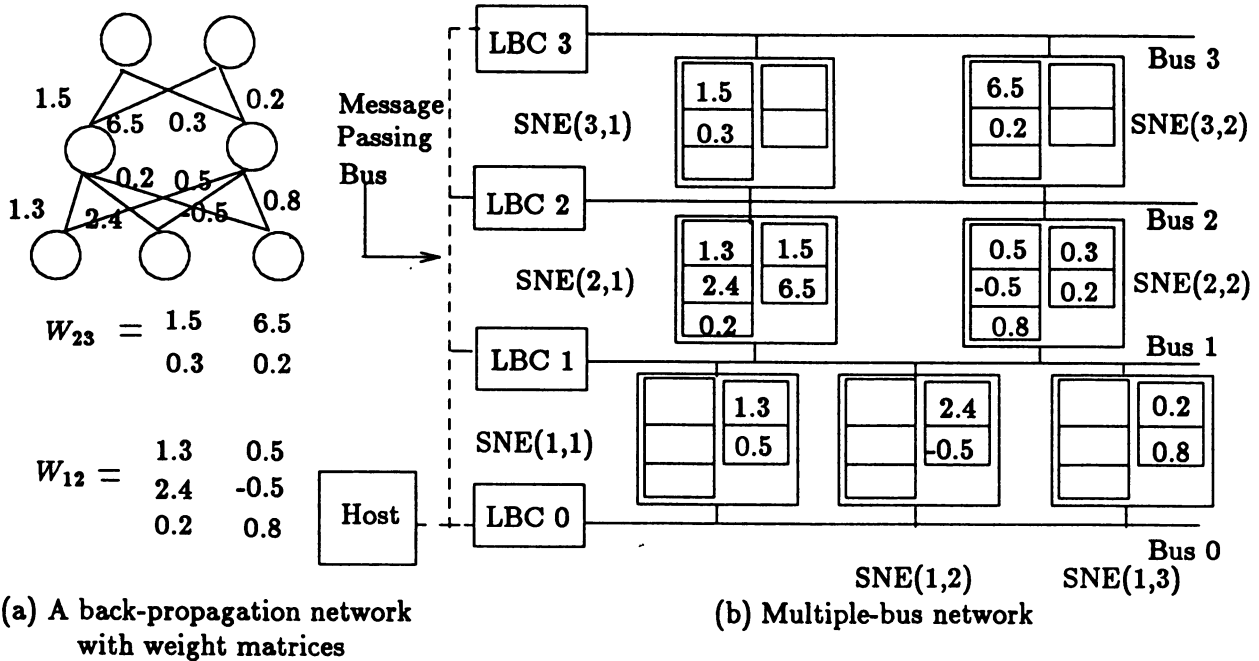 1.5
6.5
0.3
0.2
1.3
2.4
0.2
0.5
-0.5
0.8
W23 = 1.5 6.5
0.3 0.2
W12 = 1.3 0.5
2.4 -0.5
0.2 0.8
(a) A back-propagation network
with weight matrices
Message
Passing
Bus
Host
LBC 3
Bus 3
SNE(3,1)
1.5
0.3
6.5
0.2
SNE(3,2)
LBC 2
Bus 2
SNE(2,1)
1.3 1.5
2.4 6.5
0.2
0.5 0.3
-0.5 0.2
0.8
SNE(2,2)
LBC 1
Bus 1
SNE(1,1)
1.3
0.5
2.4
-0.5
0.2
0.8
LBC 0
Bus 0
SNE(1,2)
SNE(1,3)
(b) Multiple-bus network